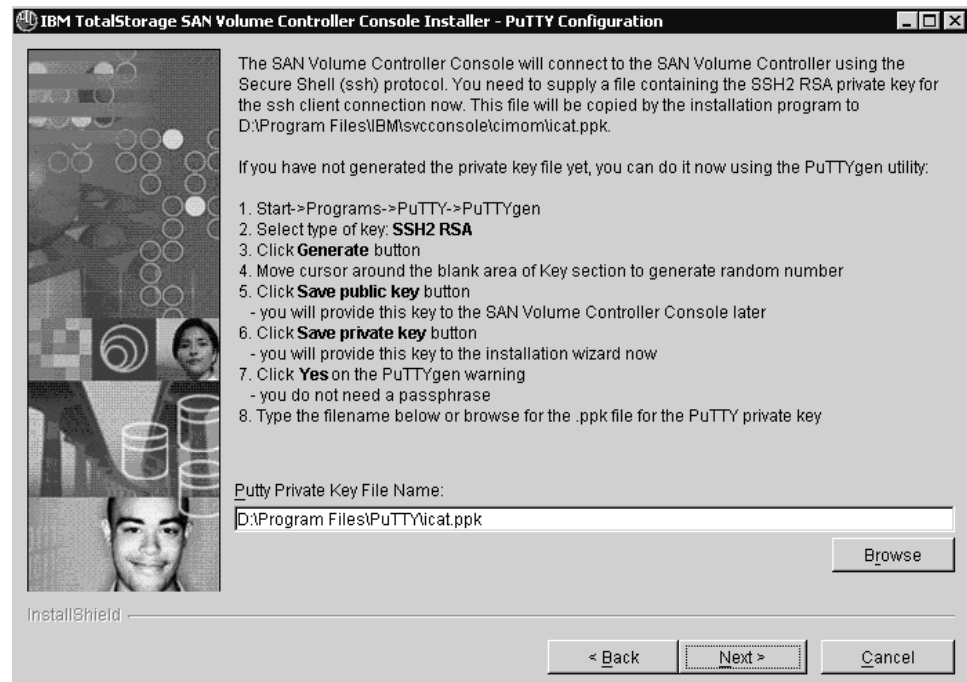 IBM TotalStorage SAN Volume Controller Console Installer - PuTTY Configuration
The SAN Volume Controller Console will connect to the SAN Volume Controller using the
Secure Shell (ssh) protocol. You need to supply a file containing the SSH2 RSA private key for
the ssh client connection now. This file will be copied by the installation program to
D:\Program Files\IBM\svcconsole\cimom\icat.ppk.
If you have not generated the private key file yet, you can do it now using the PuTTYgen utility:
1. Start->Programs->PuTTY->PuTTYgen
2. Select type of key: SSH2 RSA
3. Click Generate button
4. Move cursor around the blank area of Key section to generate random number
5. Click Save public key button
- you will provide this key to the SAN Volume Controller Console later
6. Click Save private key button
- you will provide this key to the installation wizard now
7. Click Yes on the PuTTYgen warning
- you do not need a passphrase
8. Type the filename below or browse for the .ppk file for the PuTTY private key
Putty Private Key File Name:
D:\Program Files\PuTTY\icat.ppk
Browse
InstallShield
< Back Next > Cancel